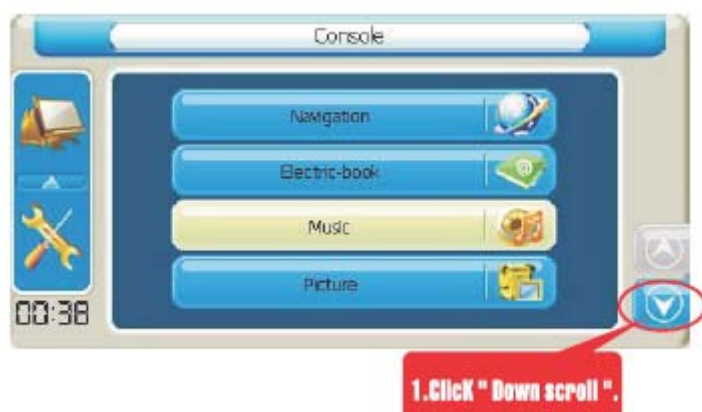 Console
Navigation
Electric-book
Music
Picture
00:38
1.ClicK " Down scroll ".